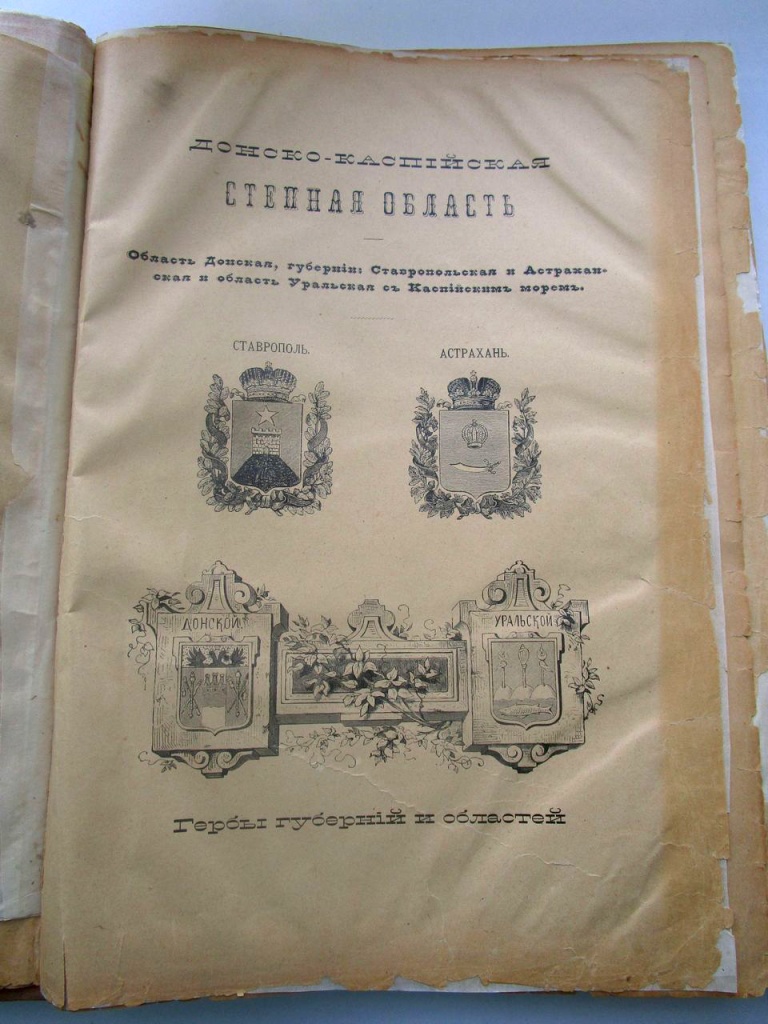 ДОНСКО-КАСПІЙСКАЯ
СТЕПНАЯ ОБЛАСТЬ
Область Донская, губерніи: Ставропольская и Астрахан-
ская и область Уральская съ Каспійскимъ моремъ.
СТАВРОПОЛЬ.
АСТРАХАНЬ.
ДОНСКОЙ
УРАЛЬСКОЙ
Гербы губерній и областей